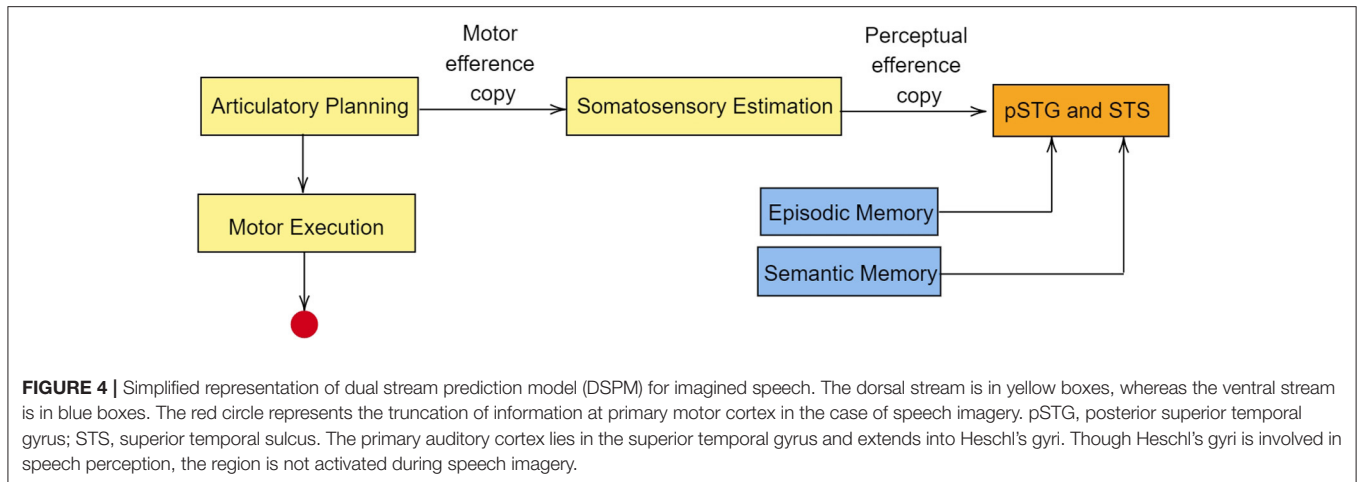 Motor
efference
copy
Perceptual
efference
copy
Articulatory Planning
Somatosensory Estimation
pSTG and STS
Motor Execution
Episodic Memory
Semantic Memory
FIGURE 4 | Simplified representation of dual stream prediction model (DSPM) for imagined speech. The dorsal stream is in yellow boxes, whereas the ventral stream
is in blue boxes. The red circle represents the truncation of information at primary motor cortex in the case of speech imagery. pSTG, posterior superior temporal
gyrus; STS, superior temporal sulcus. The primary auditory cortex lies in the superior temporal gyrus and extends into Heschl's gyri. Though Heschl's gyri is involved in
speech perception, the region is not activated during speech imagery.